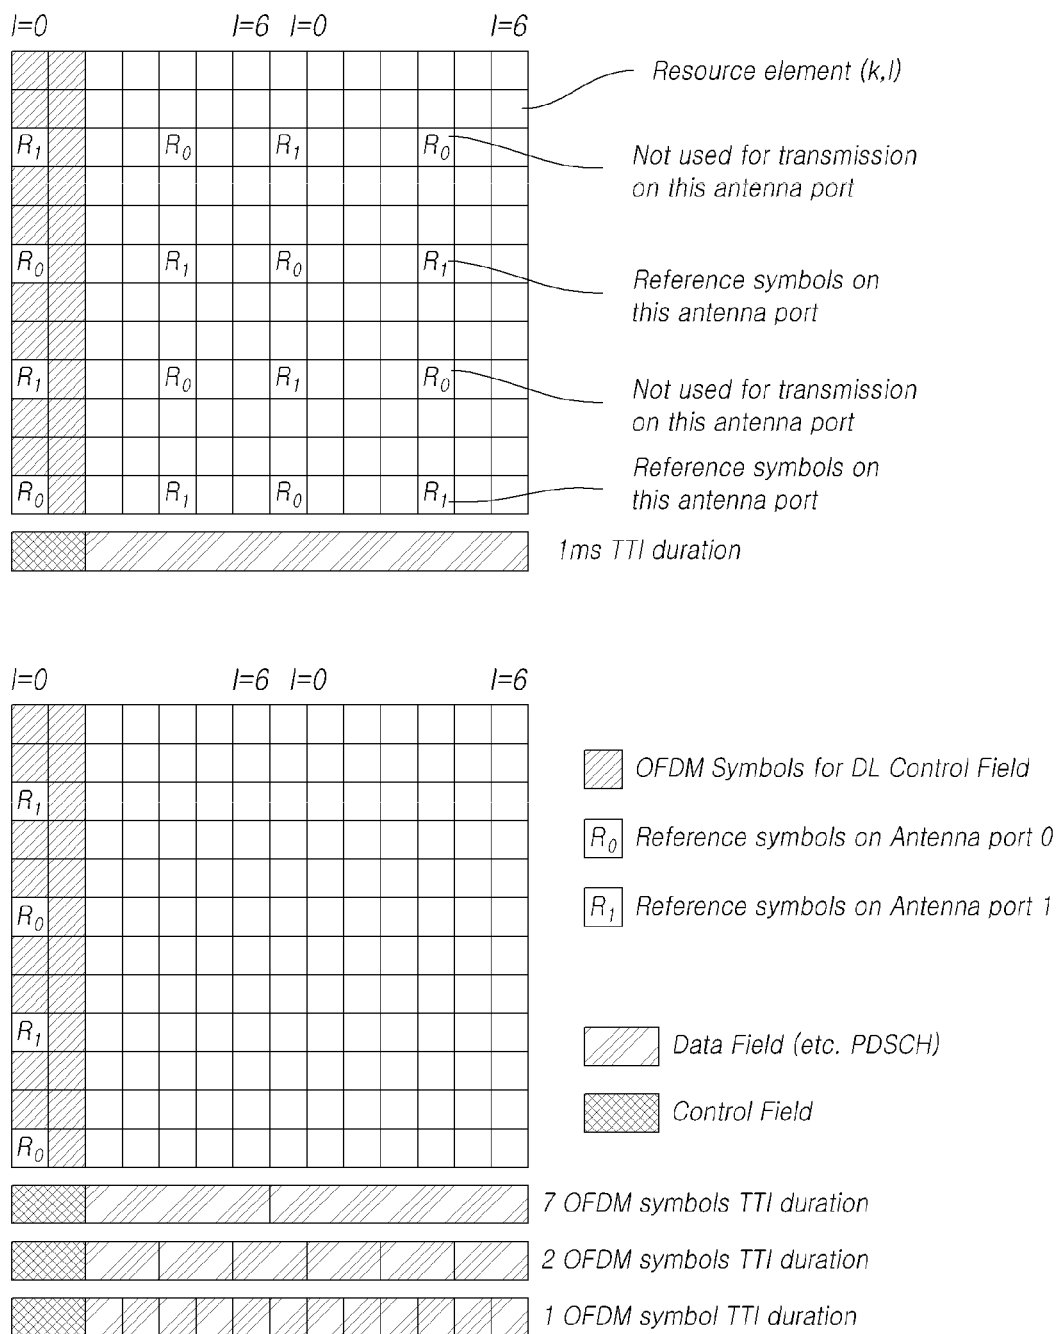 l=0 l=6 l=0 l=6
Resource element (k,l)
R1 R0 R1 R0
Not used for transmission
on this antenna port
R0 R1 R0 R1
Reference symbols on
this antenna port
R1 R0 R1 R0
Not used for transmission
on this antenna port
Reference symbols on
this antenna port
R0 R1 R0 R1
1ms TTI duration
l=0 l=6 l=0 l=6
OFDM Symbols for DL Control Field
R1
R0 Reference symbols on Antenna port 0
R1 Reference symbols on Antenna port 1
R0
R1
Data Field (etc. PDSCH)
Control Field
R0
7 OFDM symbols TTI duration
2 OFDM symbols TTI duration
1 OFDM symbol TTI duration